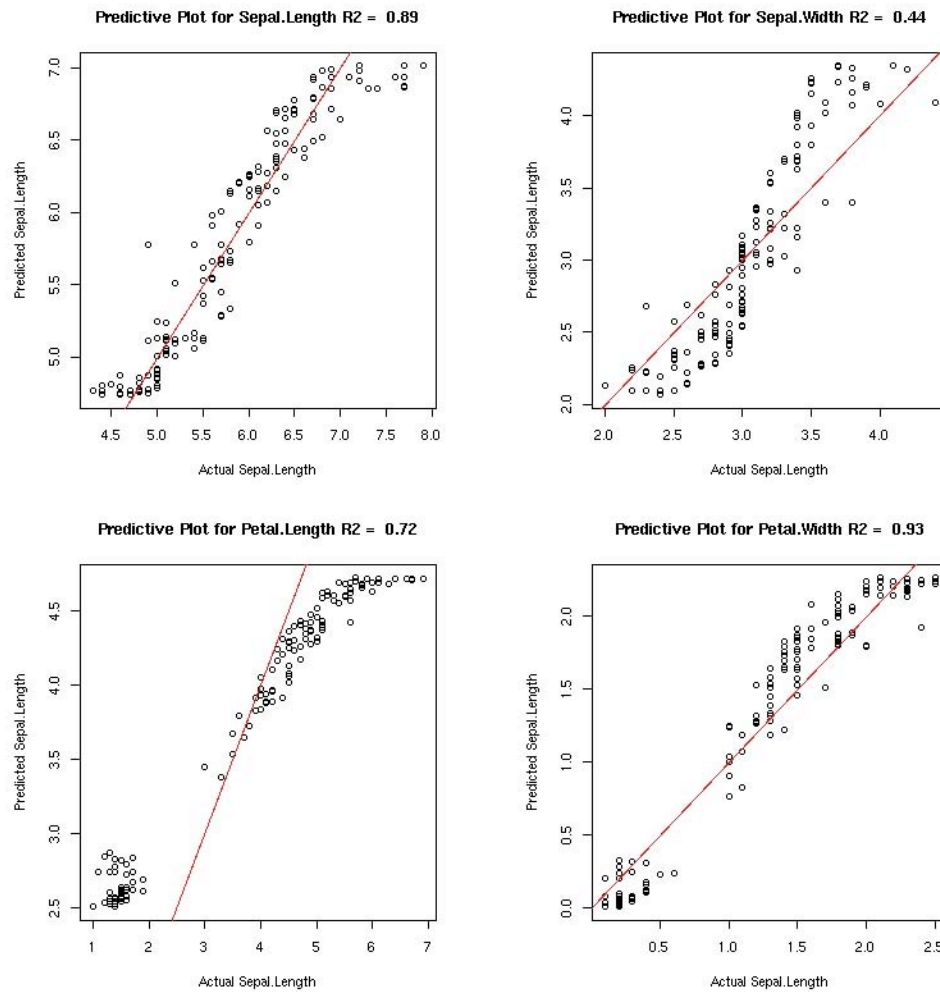 Predictive Plot for Sepal.Length R2 = 0.89
Predicted Sepal.Length
7.0
6.5
6.0
5.5
5.0
4.5 5.0 5.5 6.0 6.5 7.0 7.5 8.0
Actual Sepal.Length
Predictive Plot for Sepal.Width R2 = 0.44
Predicted Sepal.Length
4.0
3.5
3.0
2.5
2.0
2.0 2.5 3.0 3.5 4.0
Actual Sepal.Length
Predictive Plot for Petal.Length R2 = 0.72
Predicted Sepal.Length
4.5
4.0
3.5
3.0
2.5
1 2 3 4 5 6 7
Actual Sepal.Length
Predictive Plot for Petal.Width R2 = 0.93
Predicted Sepal.Length
2.0
1.5
1.0
0.5
0.0
0.5 1.0 1.5 2.0 2.5
Actual Sepal.Length